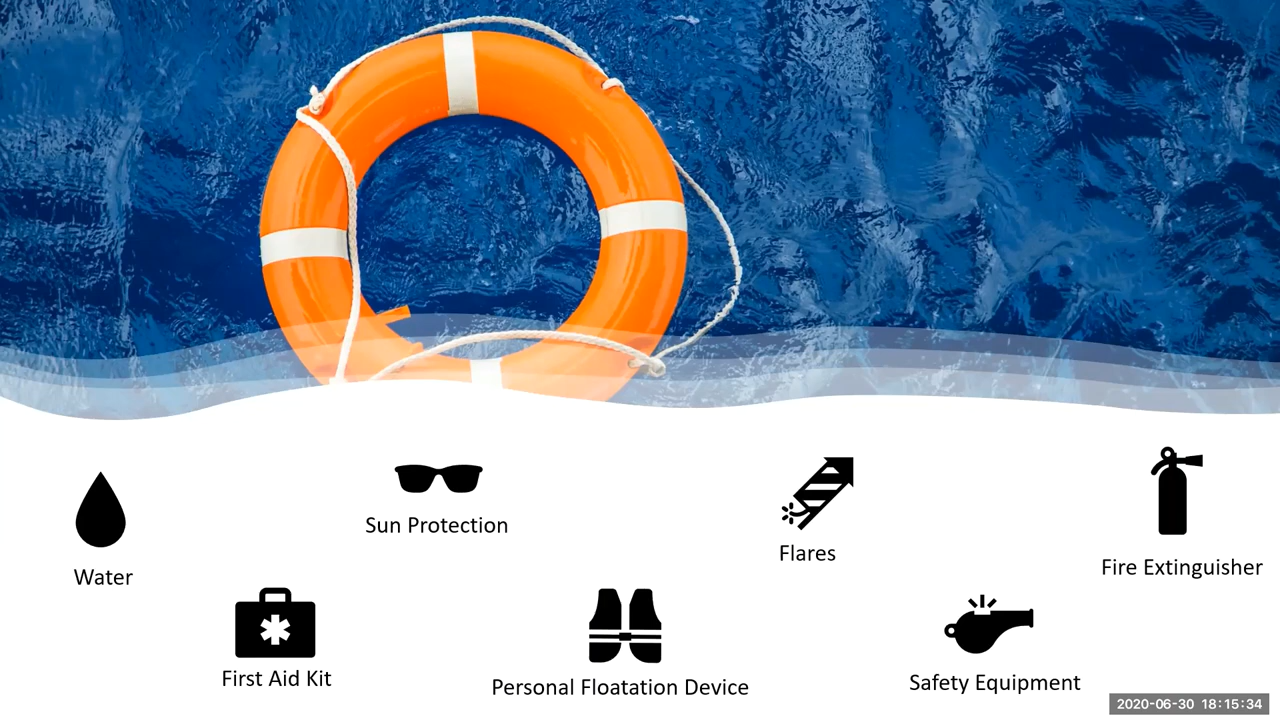 Sun Protection
Flares
Fire Extinguisher
Water
First Aid Kit
Personal Floatation Device
Safety Equipment
2020-06-30 18:15:34